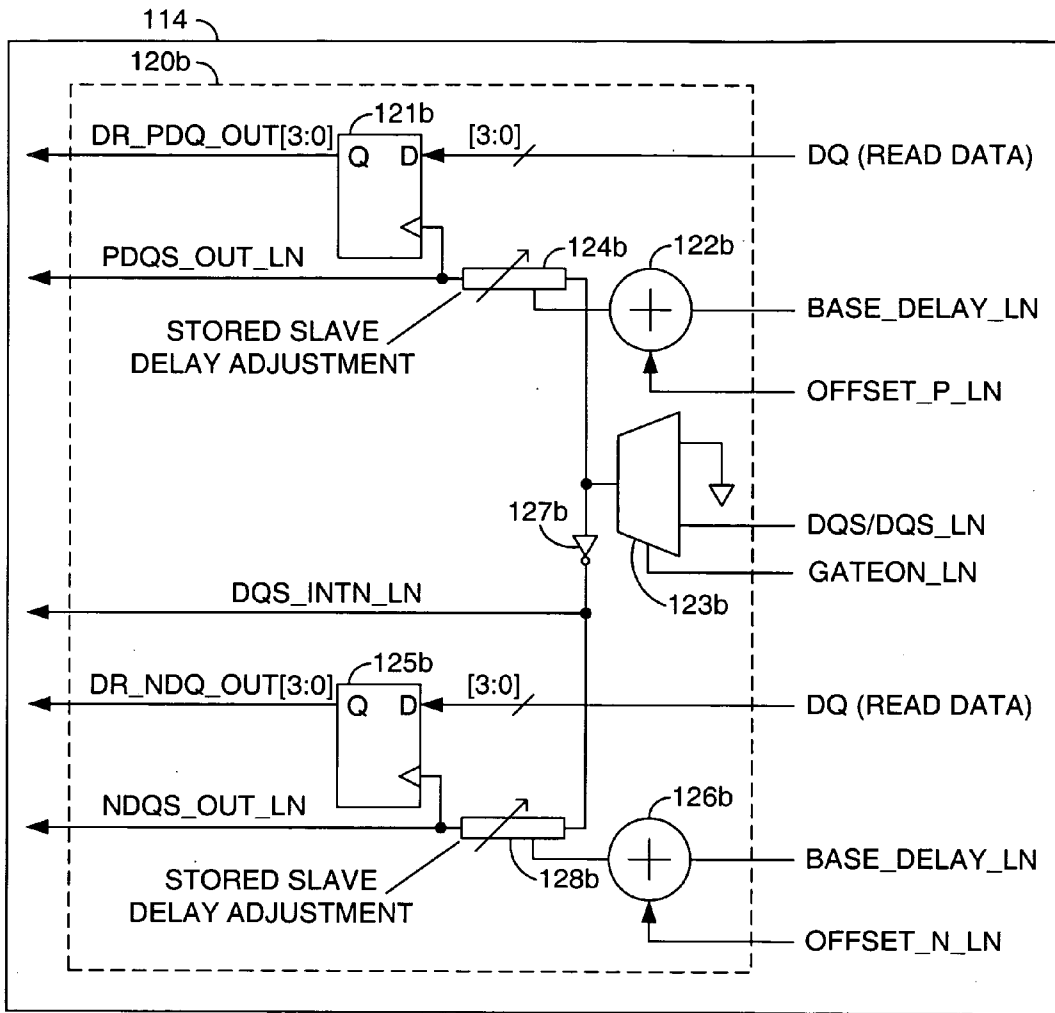 114
120b
121b
DR_PDQ_OUT[3:0]
Q D
[3:0]
DQ (READ DATA)
PDQS_OUT_LN
124b
122b
BASE_DELAY_LN
STORED SLAVE
DELAY ADJUSTMENT
OFFSET_P_LN
127b
DQS/DQS_LN
GATEON_LN
123b
DQS_INTN_LN
125b
DR_NDQ_OUT[3:0]
Q D
[3:0]
DQ (READ DATA)
NDQS_OUT_LN
126b
BASE_DELAY_LN
128b
STORED SLAVE
DELAY ADJUSTMENT
OFFSET_N_LN